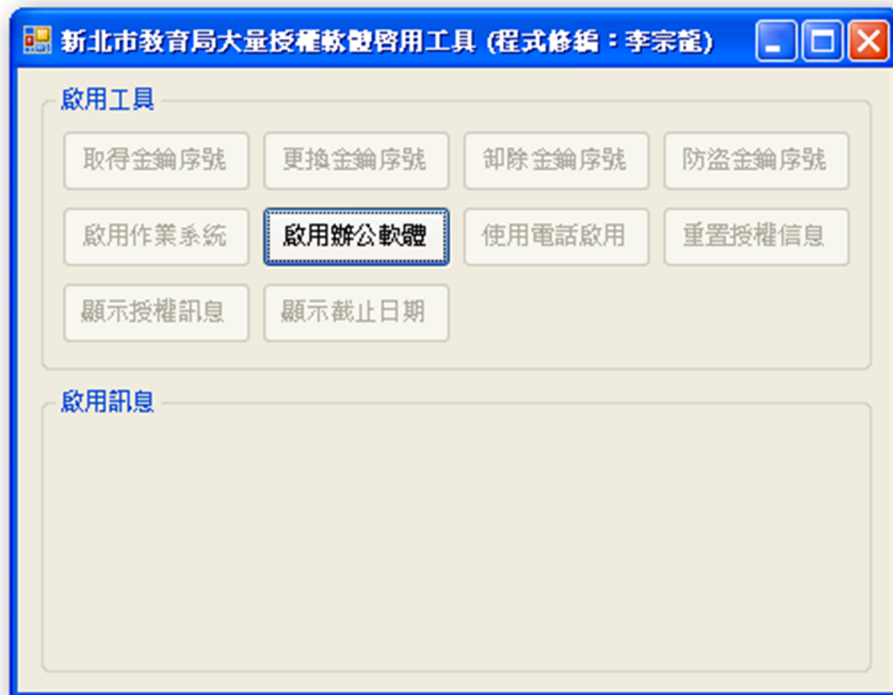 新北市教育局大量授權軟體啓用工具 (程式修編：李宗龍)
啟用工具
取得金鑰序號 更換金鑰序號 卸除金鑰序號 防盜金鑰序號
啟用作業系統 啟用辦公軟體 使用電話啟用 重置授權信息
顯示授權訊息 顯示截止日期
啟用訊息